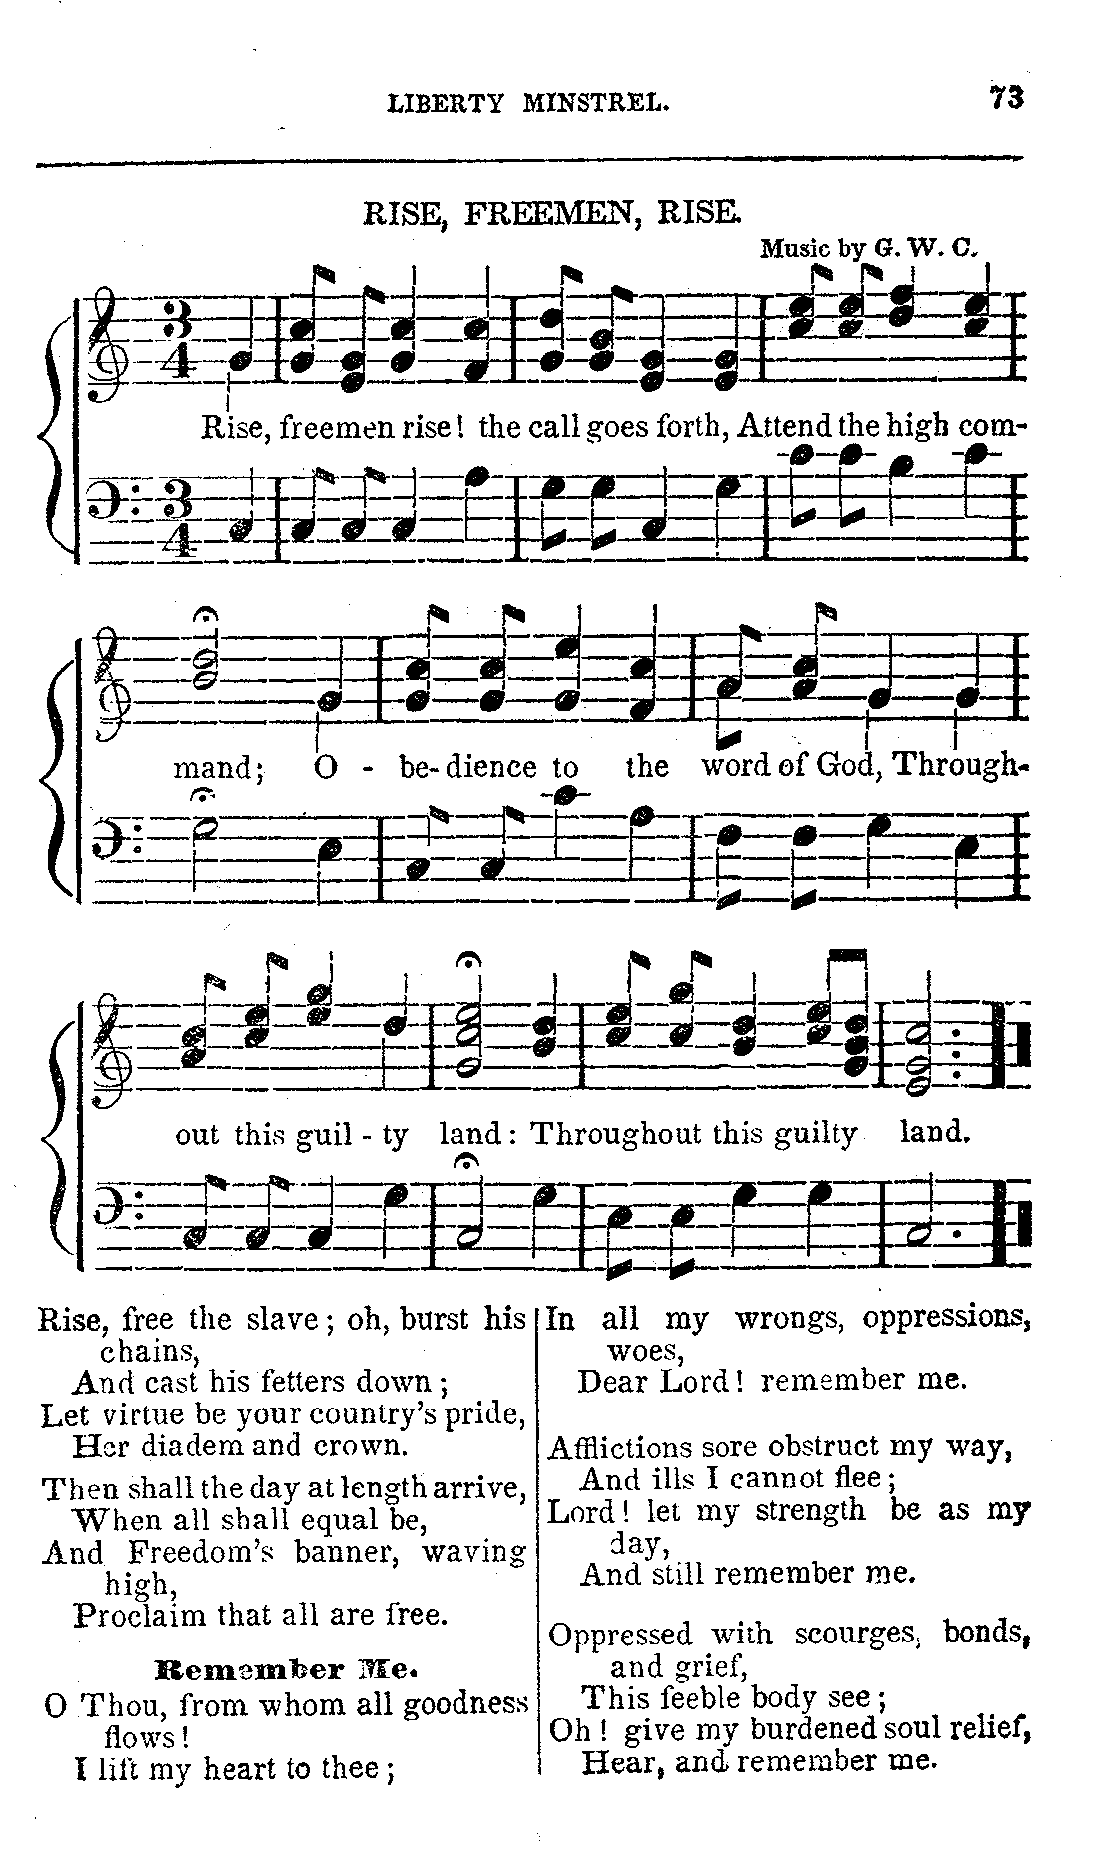 LIBERTY MINSTREL.
73
RISE, FREEMEN, RISE.
Music by G. W. C.
3
4
Rise, freemen rise! the call goes forth, Attend the high com-
3
4
mand; O - be-dience to the word of God, Through-
out this guil - ty land: Throughout this guilty land.
Rise, free the slave; oh, burst his
chains,
And cast his fetters down;
Let virtue be your country's pride,
Her diadem and crown.
Then shall the day at length arrive,
When all shall equal be,
And Freedom's banner, waving
high,
Proclaim that all are free.
Remember Me.
O Thou, from whom all goodness
flows!
I lift my heart to thee;
In all my wrongs, oppressions,
woes,
Dear Lord! remember me.
Afflictions sore obstruct my way,
And ills I cannot flee;
Lord! let my strength be as my
day,
And still remember me.
Oppressed with scourges, bonds,
and grief,
This feeble body see;
Oh! give my burdened soul relief,
Hear, and remember me.